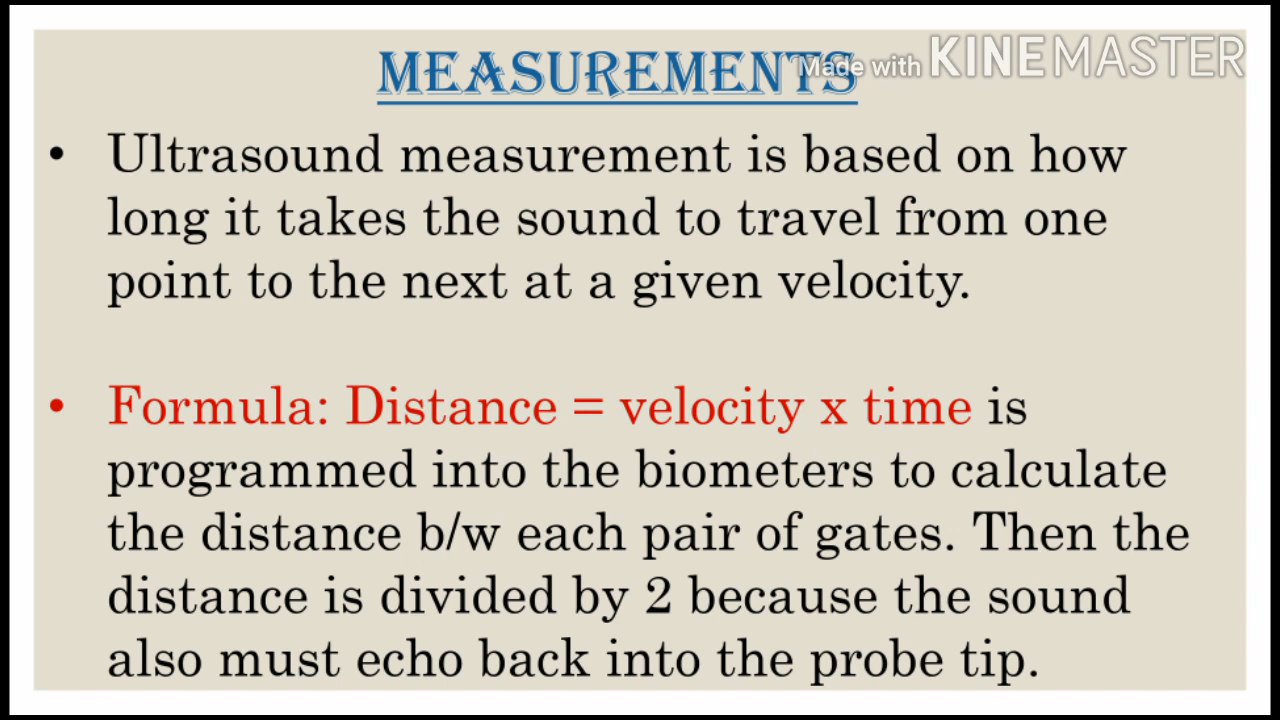 MEASUREMENTS
Made with KINEMASTER
• Ultrasound measurement is based on how
long it takes the sound to travel from one
point to the next at a given velocity.
• Formula: Distance = velocity x time is
programmed into the biometers to calculate
the distance b/w each pair of gates. Then the
distance is divided by 2 because the sound
also must echo back into the probe tip.